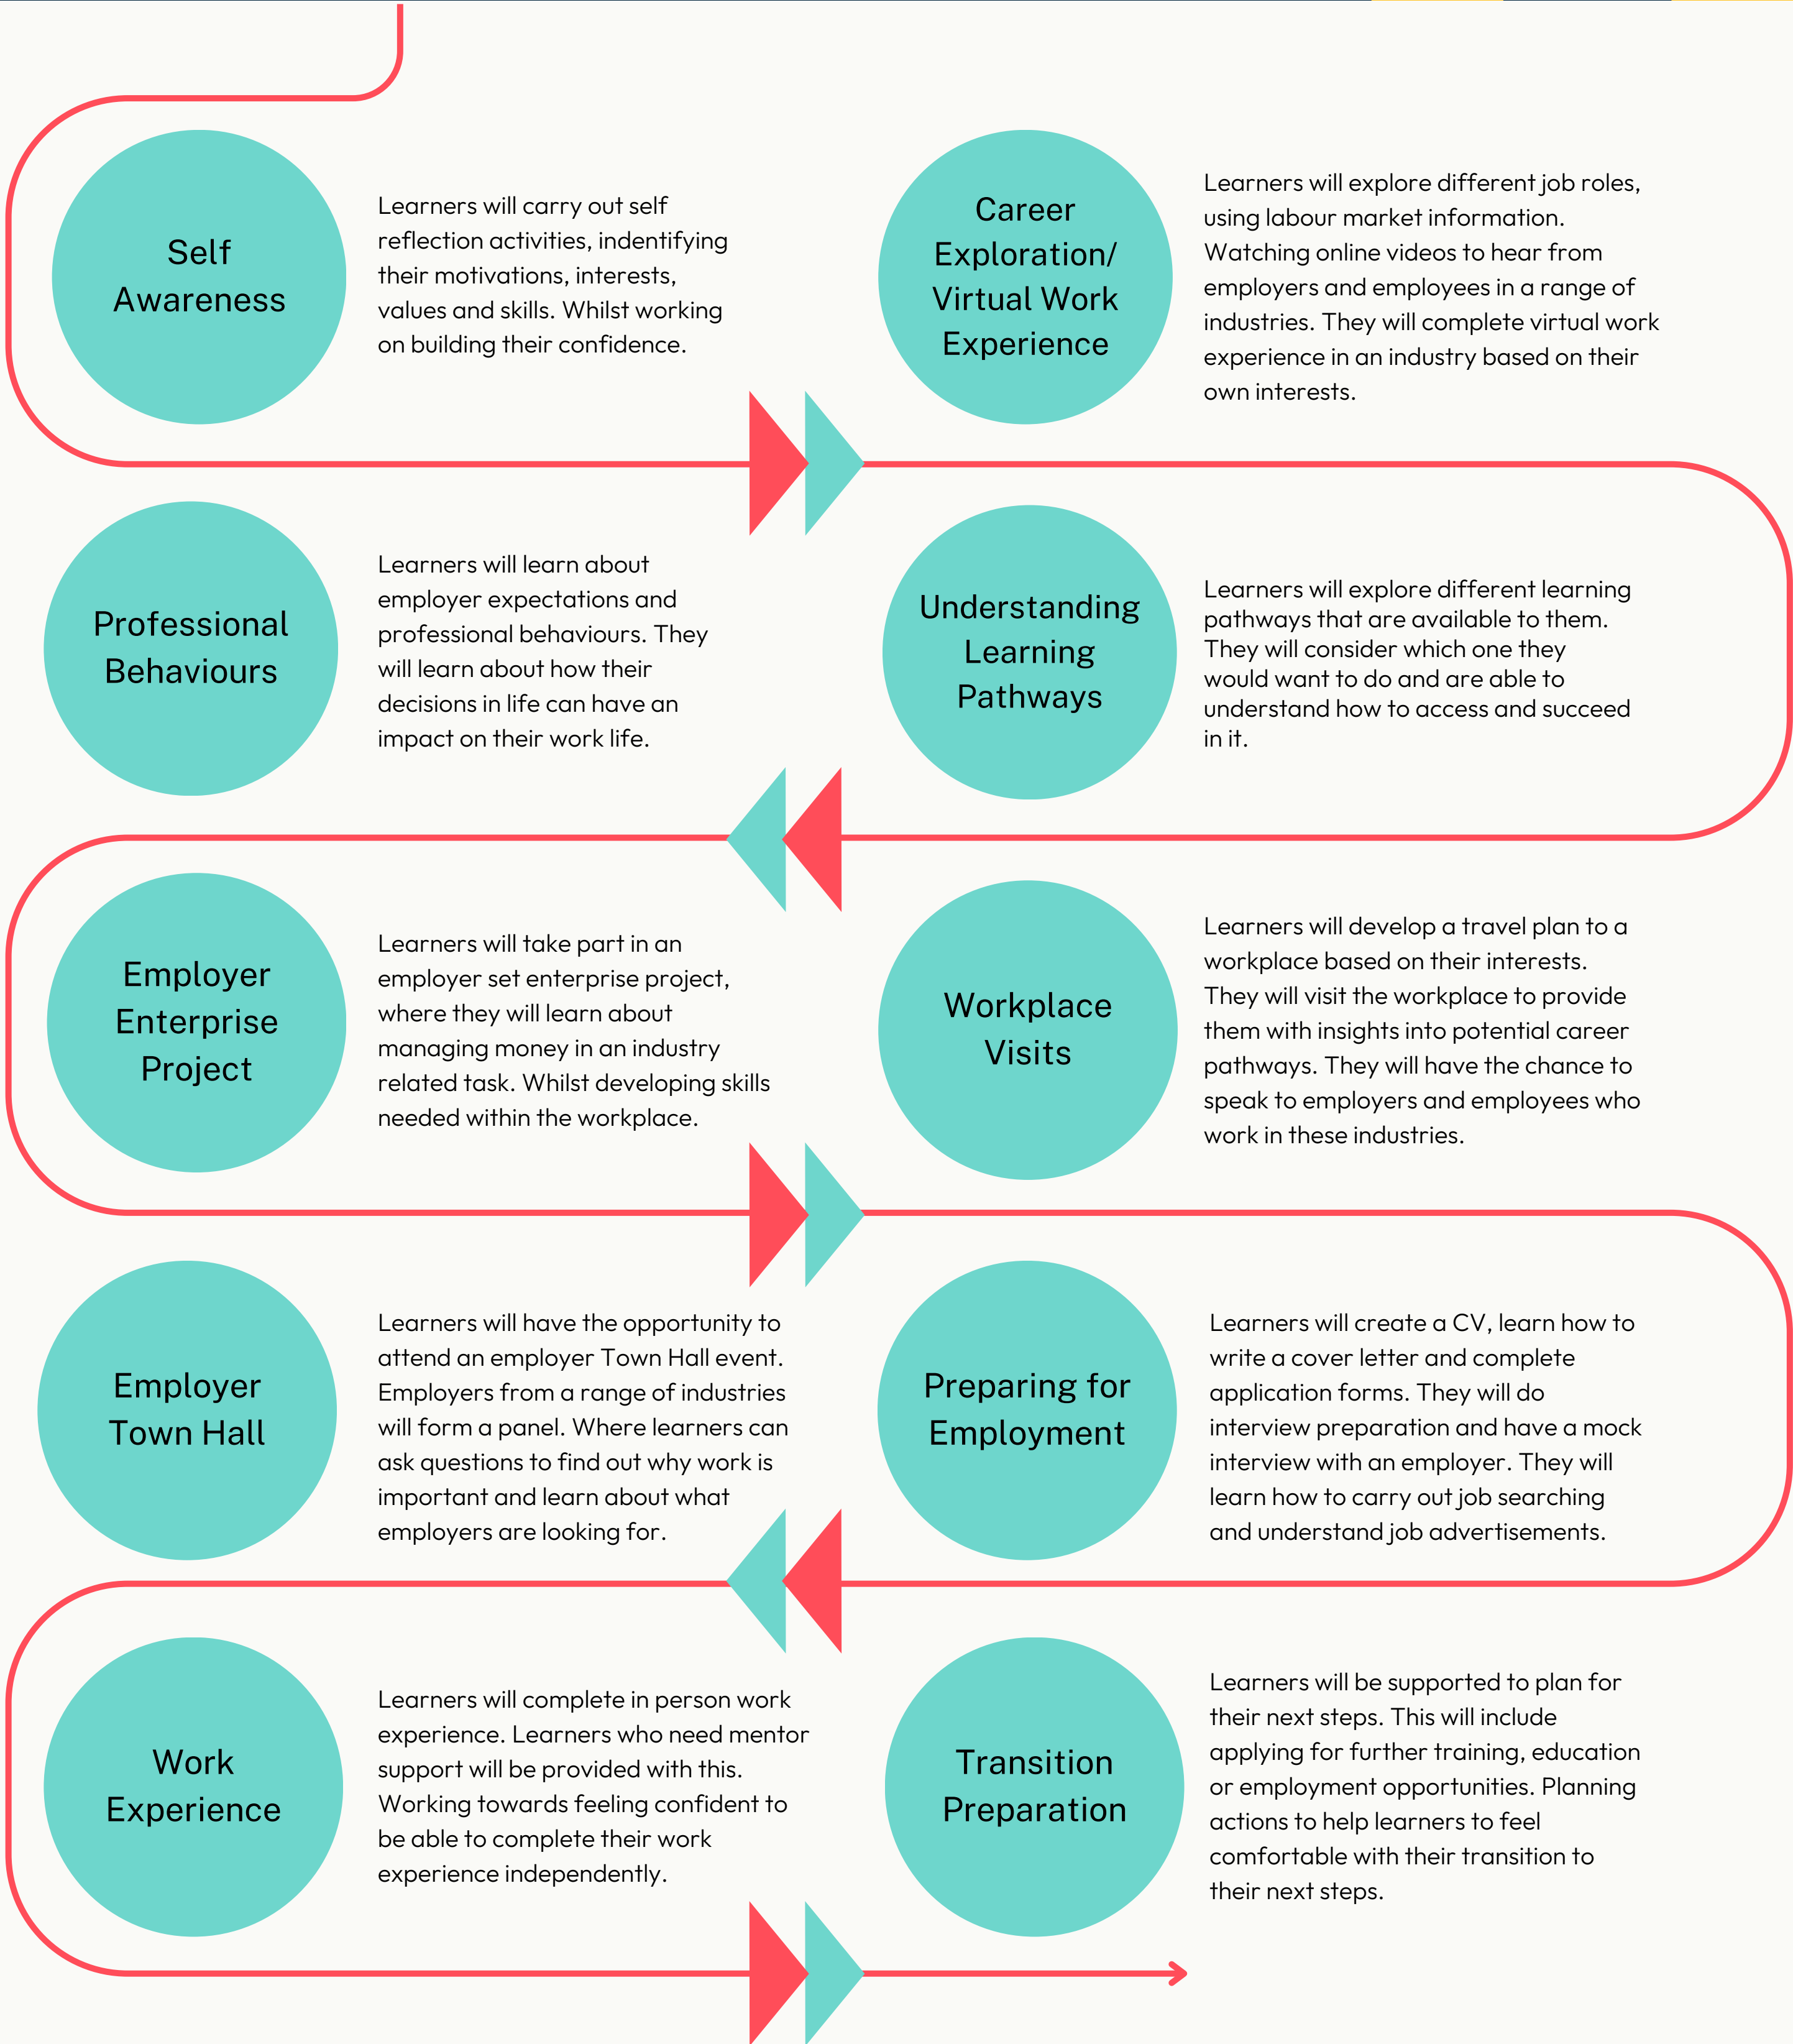 Self
Awareness
Learners will carry out self
reflection activities, indentifying
their motivations, interests,
values and skills. Whilst working
on building their confidence.
Career
Exploration/
Virtual Work
Experience
Learners will explore different job roles,
using labour market information.
Watching online videos to hear from
employers and employees in a range of
industries. They will complete virtual work
experience in an industry based on their
own interests.
Professional
Behaviours
Learners will learn about
employer expectations and
professional behaviours. They
will learn about how their
decisions in life can have an
impact on their work life.
Understanding
Learning
Pathways
Learners will explore different learning
pathways that are available to them.
They will consider which one they
would want to do and are able to
understand how to access and succeed
in it.
Employer
Enterprise
Project
Learners will take part in an
employer set enterprise project,
where they will learn about
managing money in an industry
related task. Whilst developing skills
needed within the workplace.
Workplace
Visits
Learners will develop a travel plan to a
workplace based on their interests.
They will visit the workplace to provide
them with insights into potential career
pathways. They will have the chance to
speak to employers and employees who
work in these industries.
Employer
Town Hall
Learners will have the opportunity to
attend an employer Town Hall event.
Employers from a range of industries
will form a panel. Where learners can
ask questions to find out why work is
important and learn about what
employers are looking for.
Preparing for
Employment
Learners will create a CV, learn how to
write a cover letter and complete
application forms. They will do
interview preparation and have a mock
interview with an employer. They will
learn how to carry out job searching
and understand job advertisements.
Work
Experience
Learners will complete in person work
experience. Learners who need mentor
support will be provided with this.
Working towards feeling confident to
be able to complete their work
experience independently.
Transition
Preparation
Learners will be supported to plan for
their next steps. This will include
applying for further training, education
or employment opportunities. Planning
actions to help learners to feel
comfortable with their transition to
their next steps.